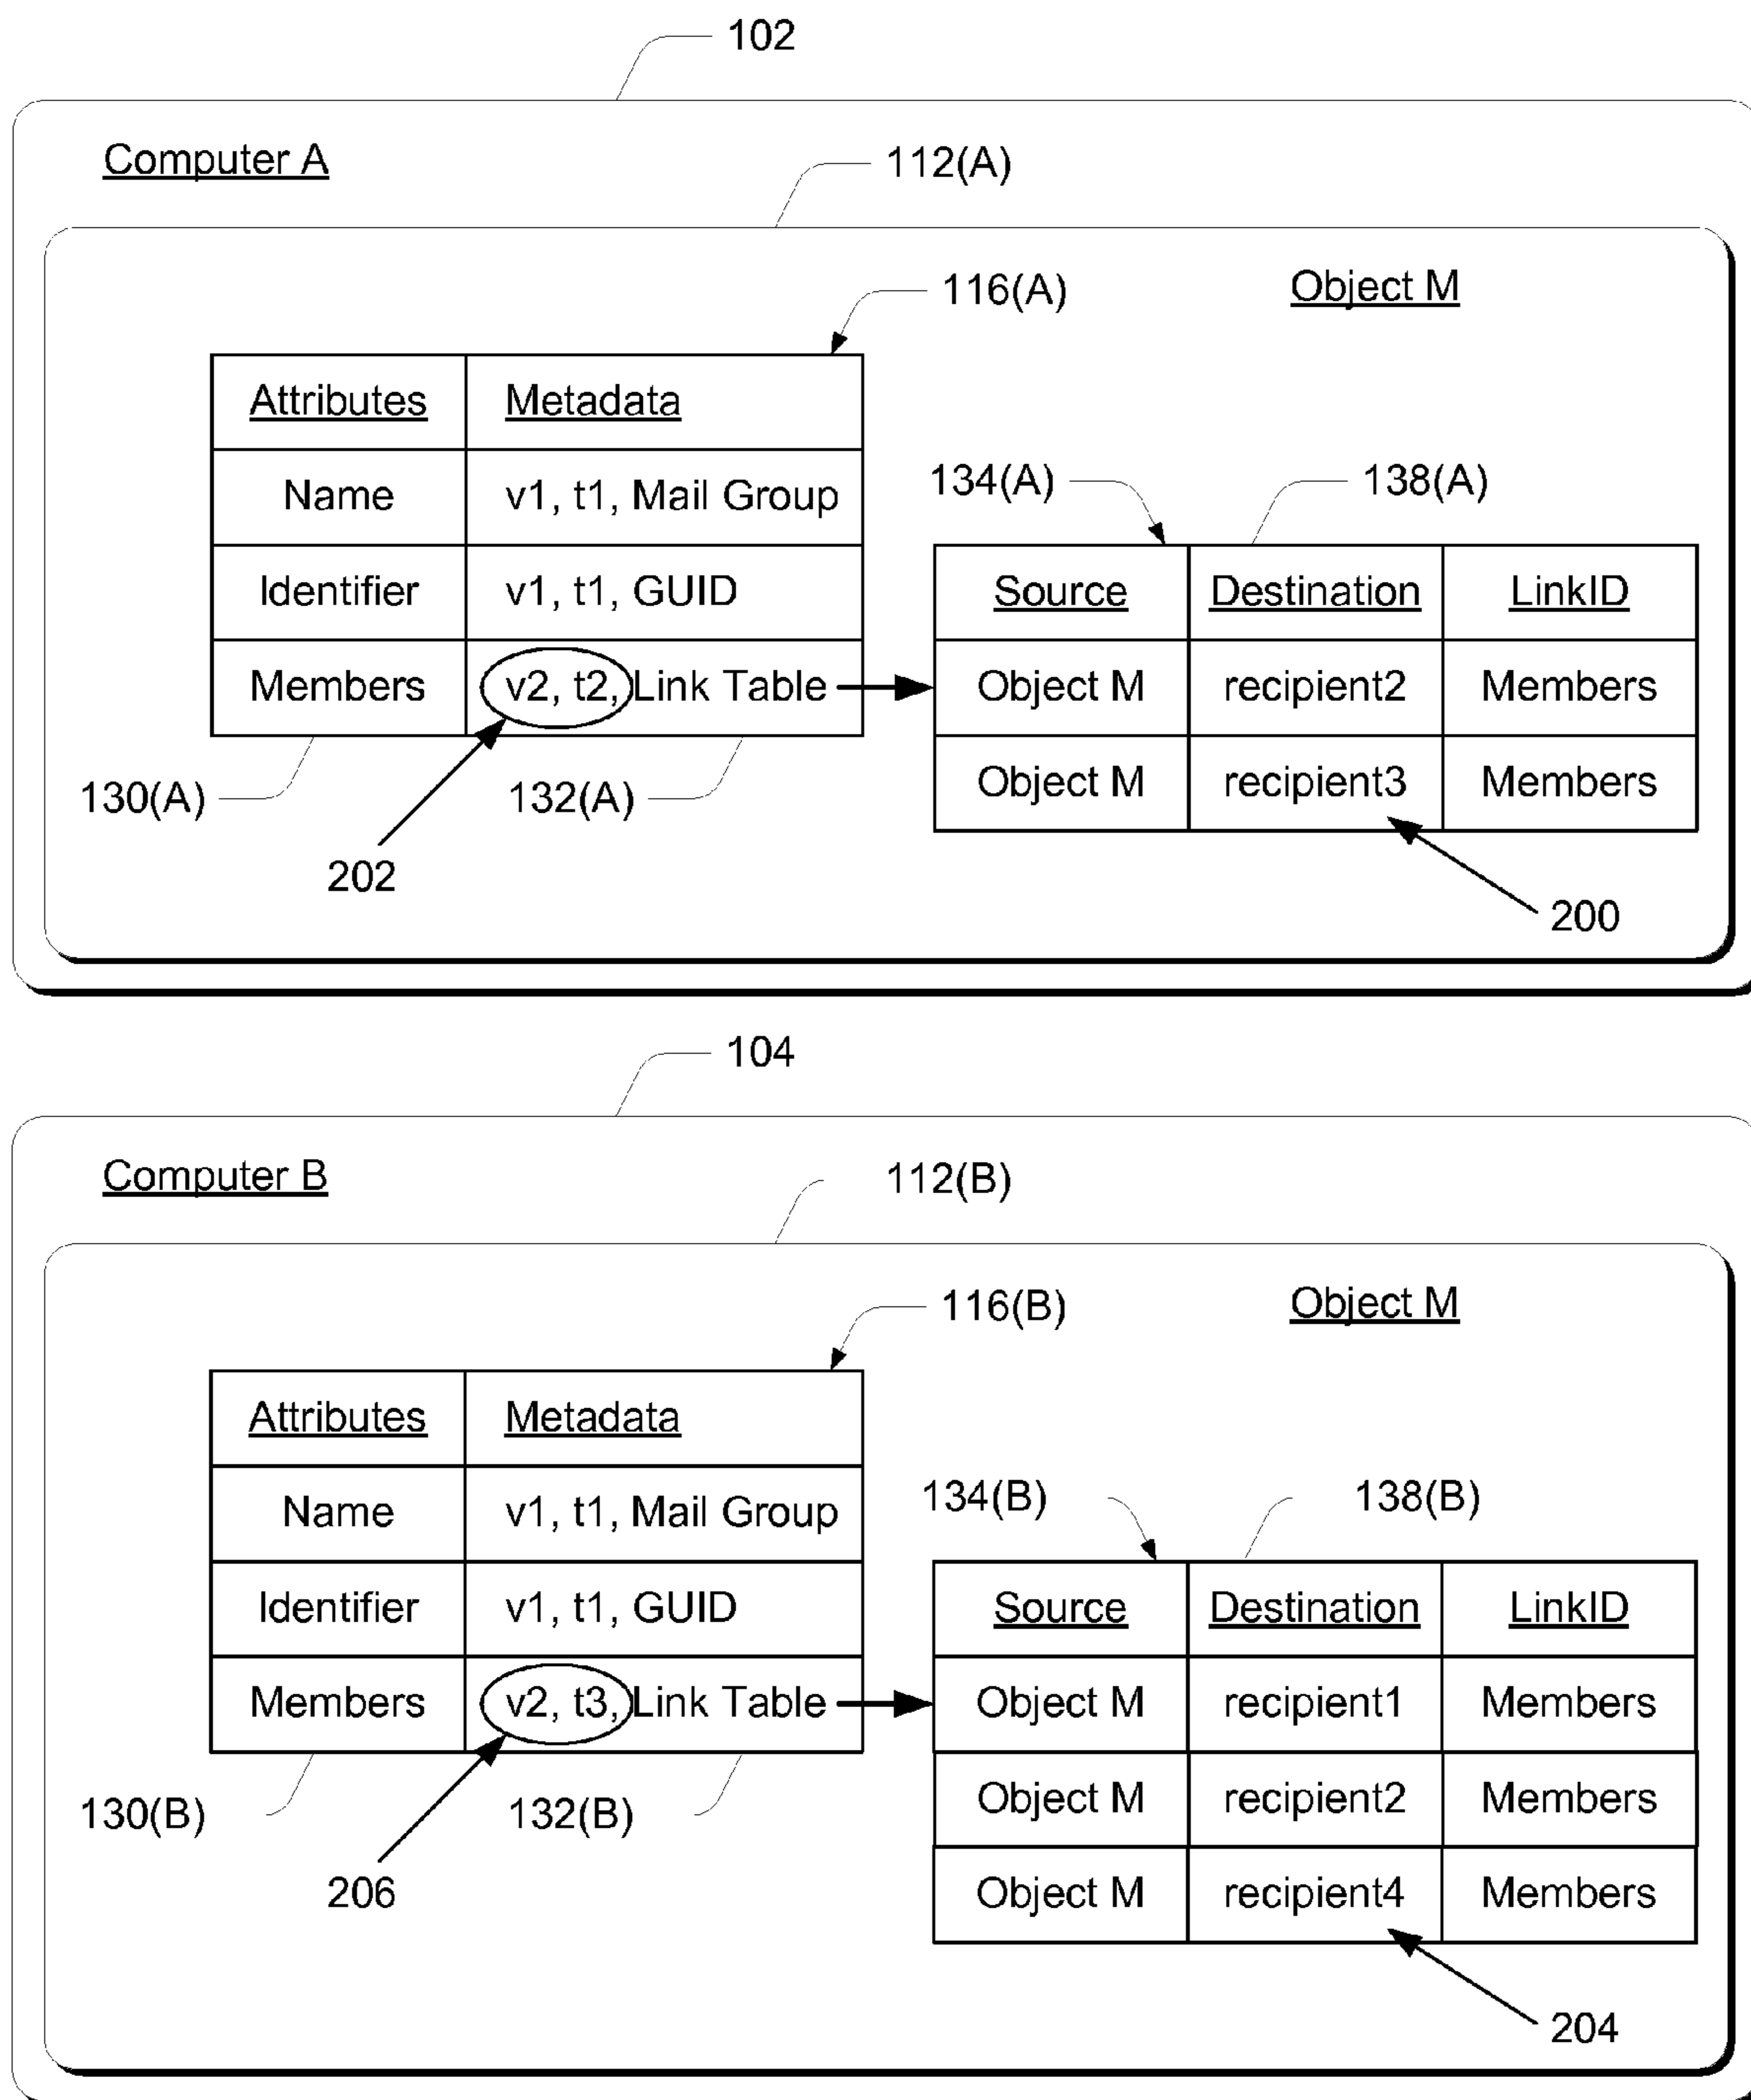 102
Computer A
112(A)
116(A)
Object M
Attributes Metadata
Name v1, t1, Mail Group
134(A) 138(A)
Identifier v1, t1, GUID
Source Destination LinkID
Members v2, t2, Link Table
Object M recipient2 Members
Object M recipient3 Members
130(A) 132(A)
202
200
104
Computer B
112(B)
116(B)
Object M
Attributes Metadata
Name v1, t1, Mail Group
134(B) 138(B)
Identifier v1, t1, GUID
Source Destination LinkID
Members v2, t3, Link Table
Object M recipient1 Members
Object M recipient2 Members
130(B) 132(B)
206
Object M recipient4 Members
204